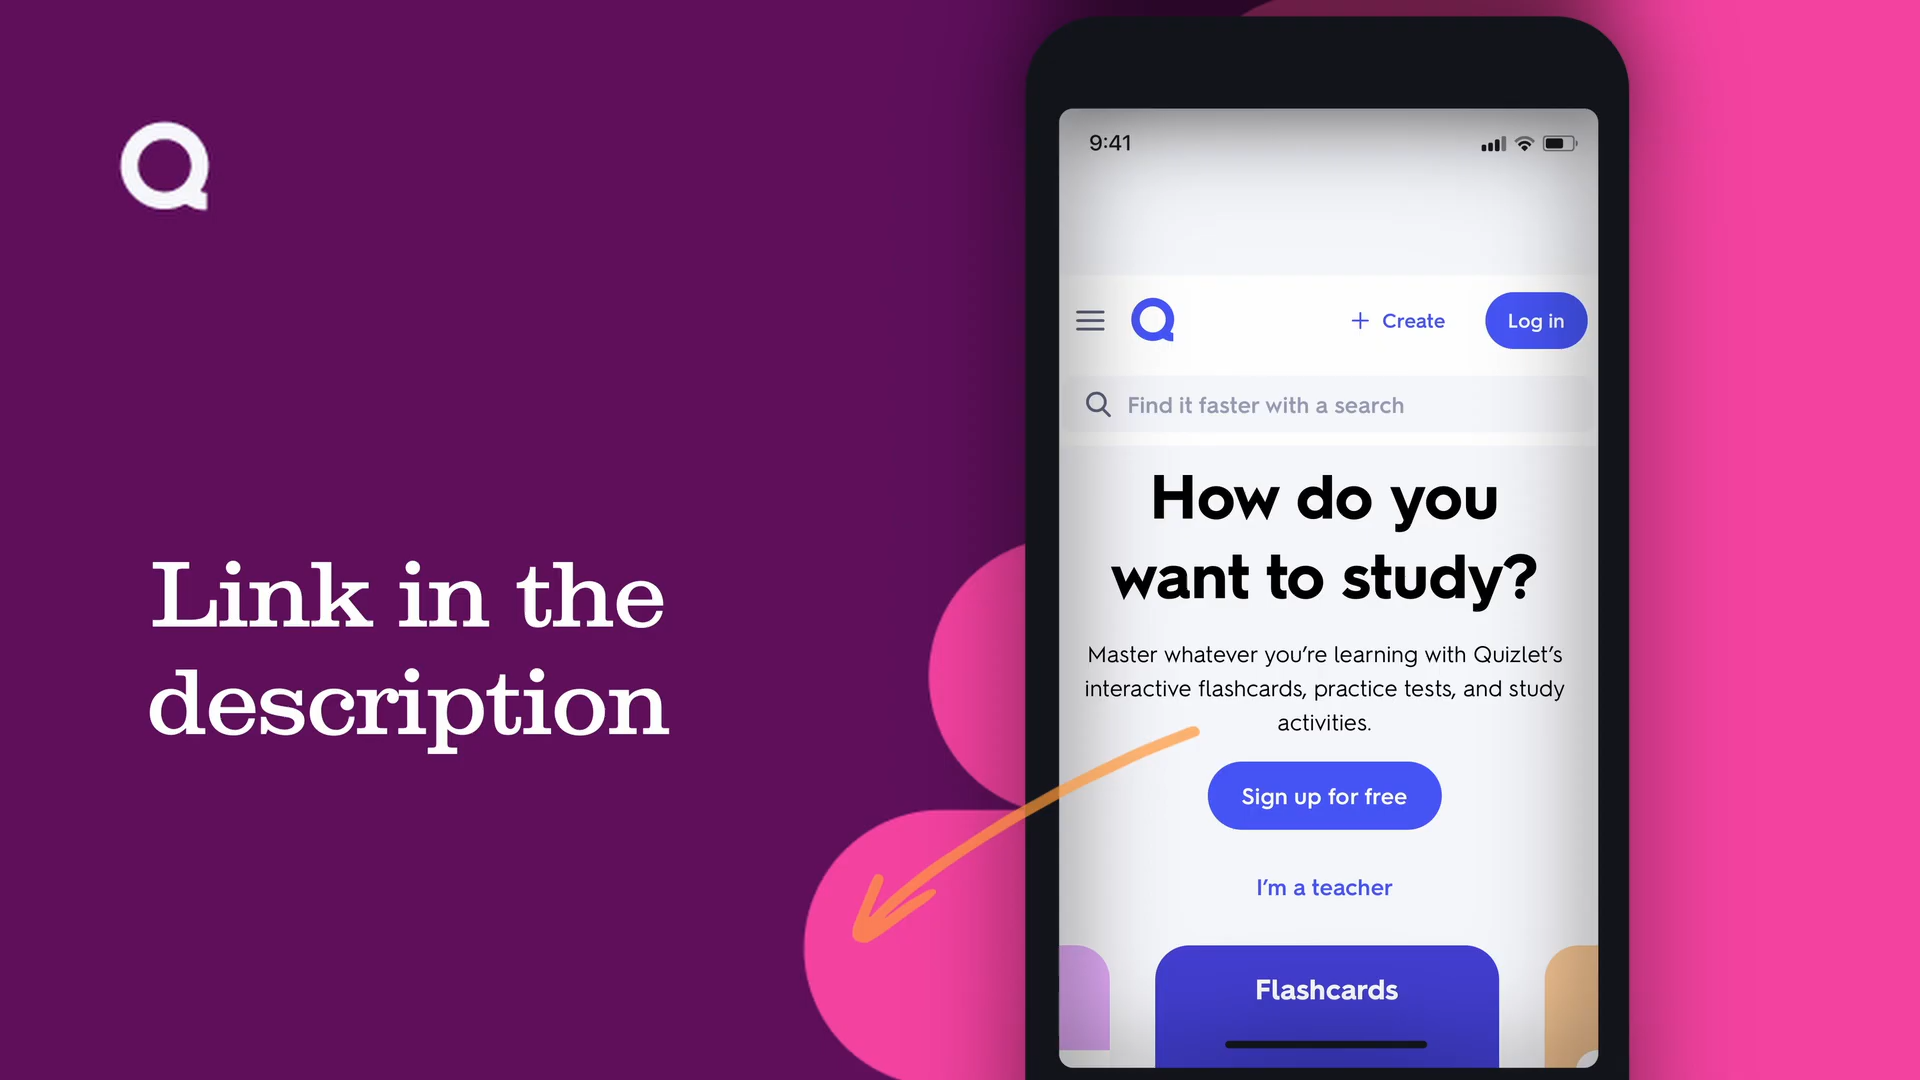 Link in the
description
9:41
+ Create
Log in
Find it faster with a search
How do you
want to study?
Master whatever you’re learning with Quizlet’s
interactive flashcards, practice tests, and study
activities.
Sign up for free
I’m a teacher
Flashcards